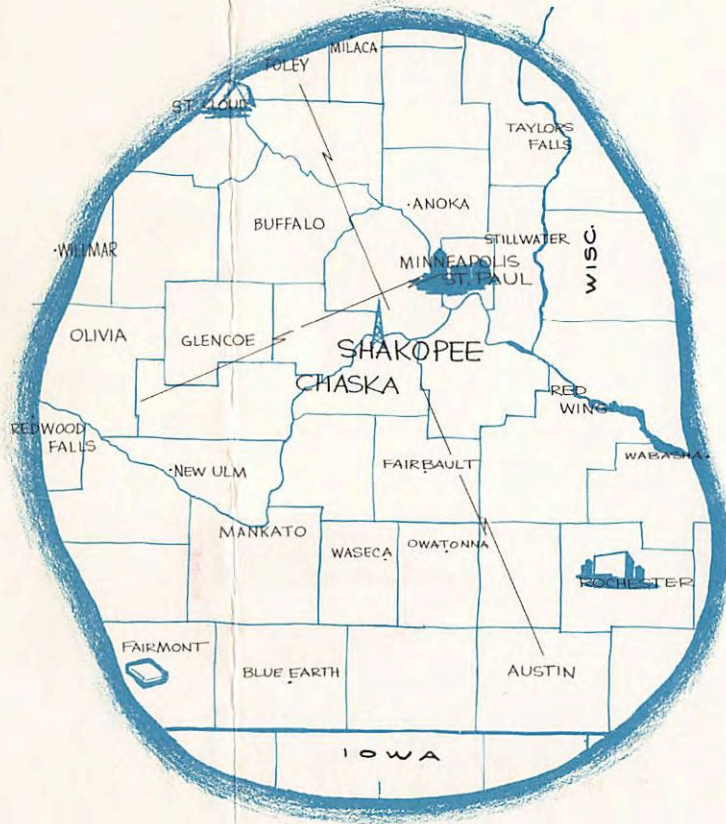 MILACA
FOLEY
ST. CLOUD
TAYLORS
FALLS
ANOKA
BUFFALO
STILLWATER
WILLMAR
MINNEAPOLIS
ST. PAUL
WISC.
OLIVIA
GLENCOE
SHAKOPEE
CHASKA
RED
WING
REDWOOD
FALLS
WABASHA
NEW ULM
FAIRBAULT
MANKATO
WASECA
OWATONNA
ROCHESTER
FAIRMONT
BLUE EARTH
AUSTIN
IOWA